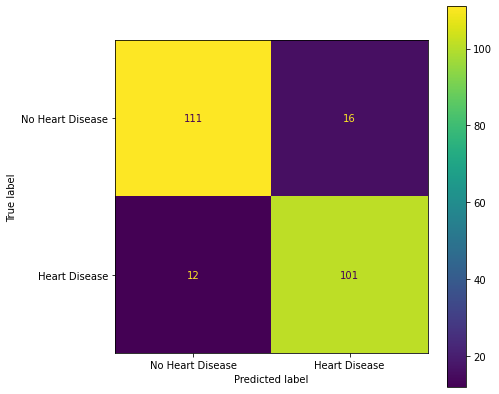 No Heart Disease
Heart Disease
True label
111
16
12
101
No Heart Disease
Heart Disease
Predicted label
100
80
60
40
20